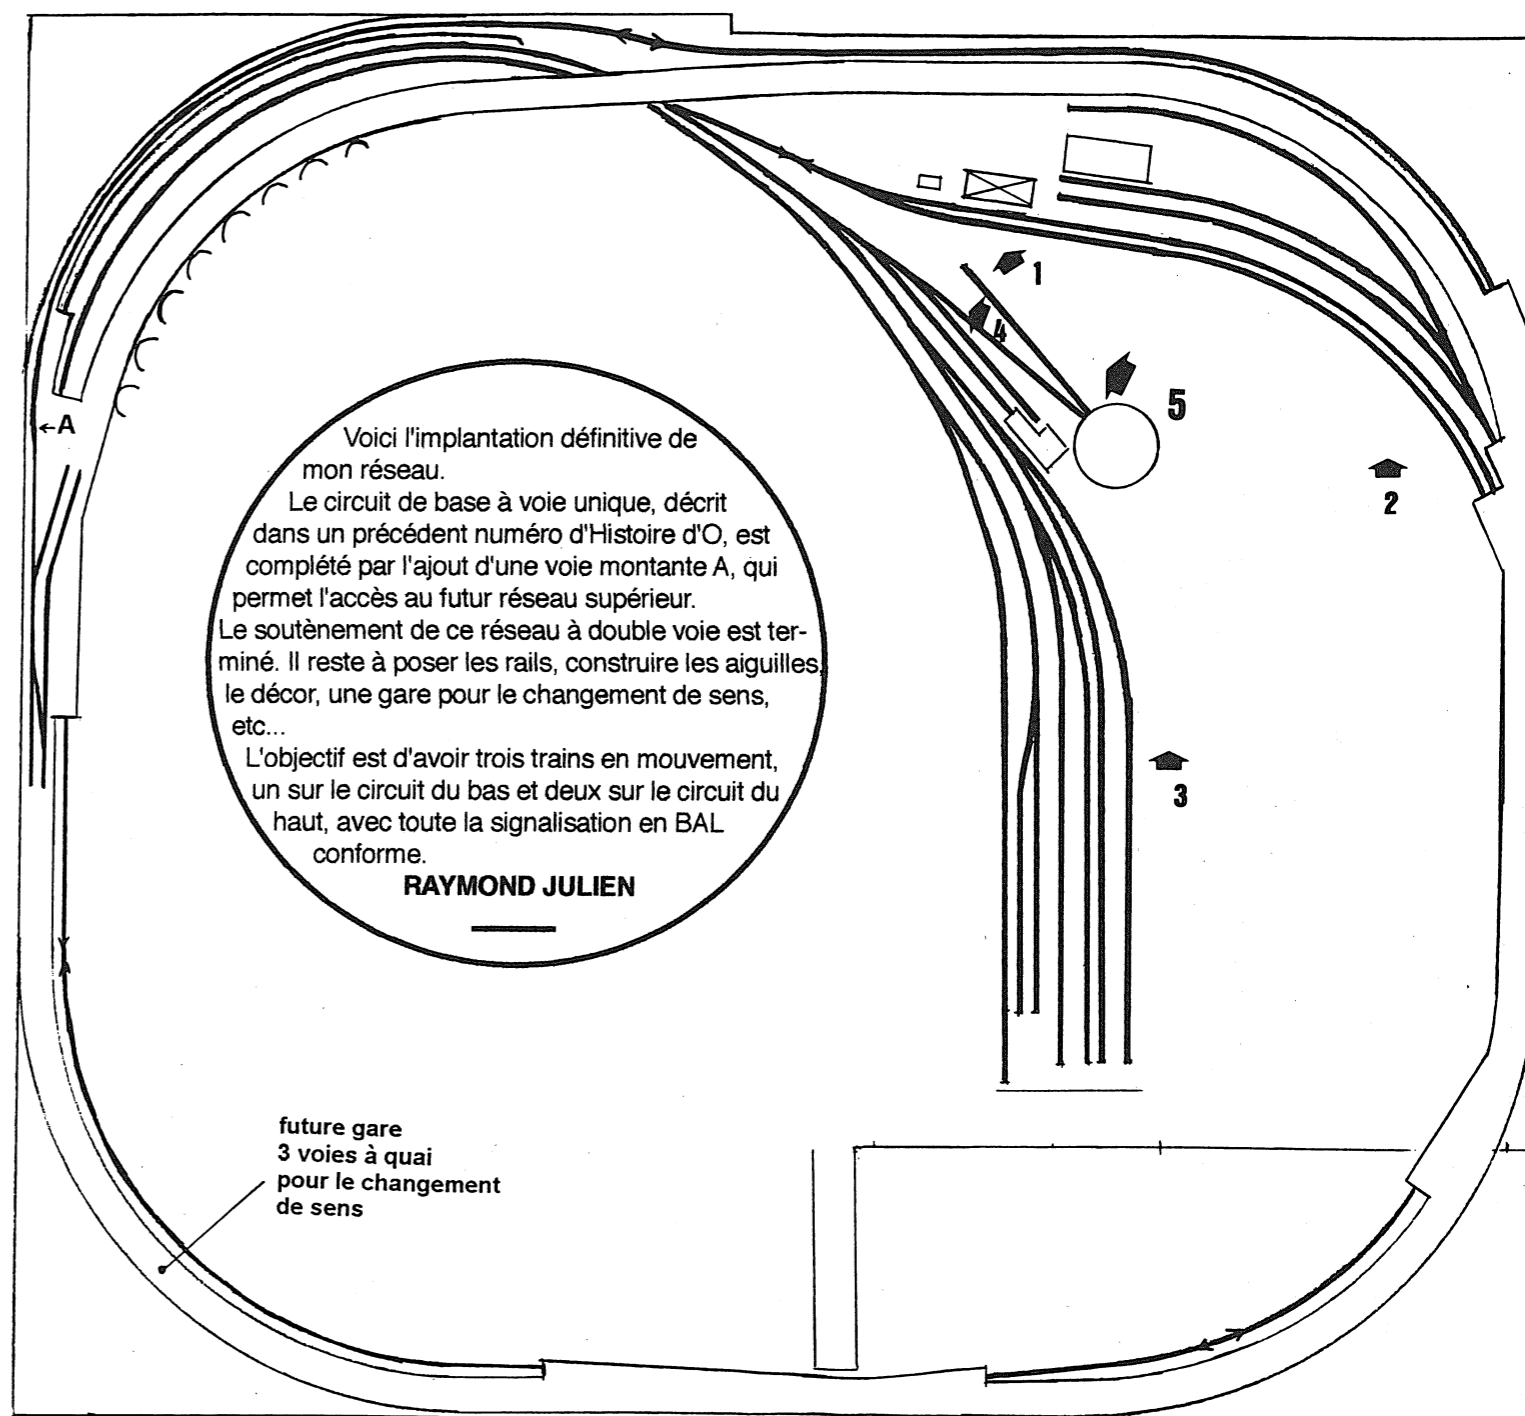 1
4
5
←A
2
Voici l'implantation définitive de
mon réseau.
Le circuit de base à voie unique, décrit
dans un précédent numéro d'Histoire d'O, est
complété par l'ajout d'une voie montante A, qui
permet l'accès au futur réseau supérieur.
Le soutènement de ce réseau à double voie est ter-
miné. Il reste à poser les rails, construire les aiguilles,
le décor, une gare pour le changement de sens,
etc...
L'objectif est d'avoir trois trains en mouvement,
un sur le circuit du bas et deux sur le circuit du
haut, avec toute la signalisation en BAL
conforme.
RAYMOND JULIEN
3
future gare
3 voies à quai
pour le changement
de sens